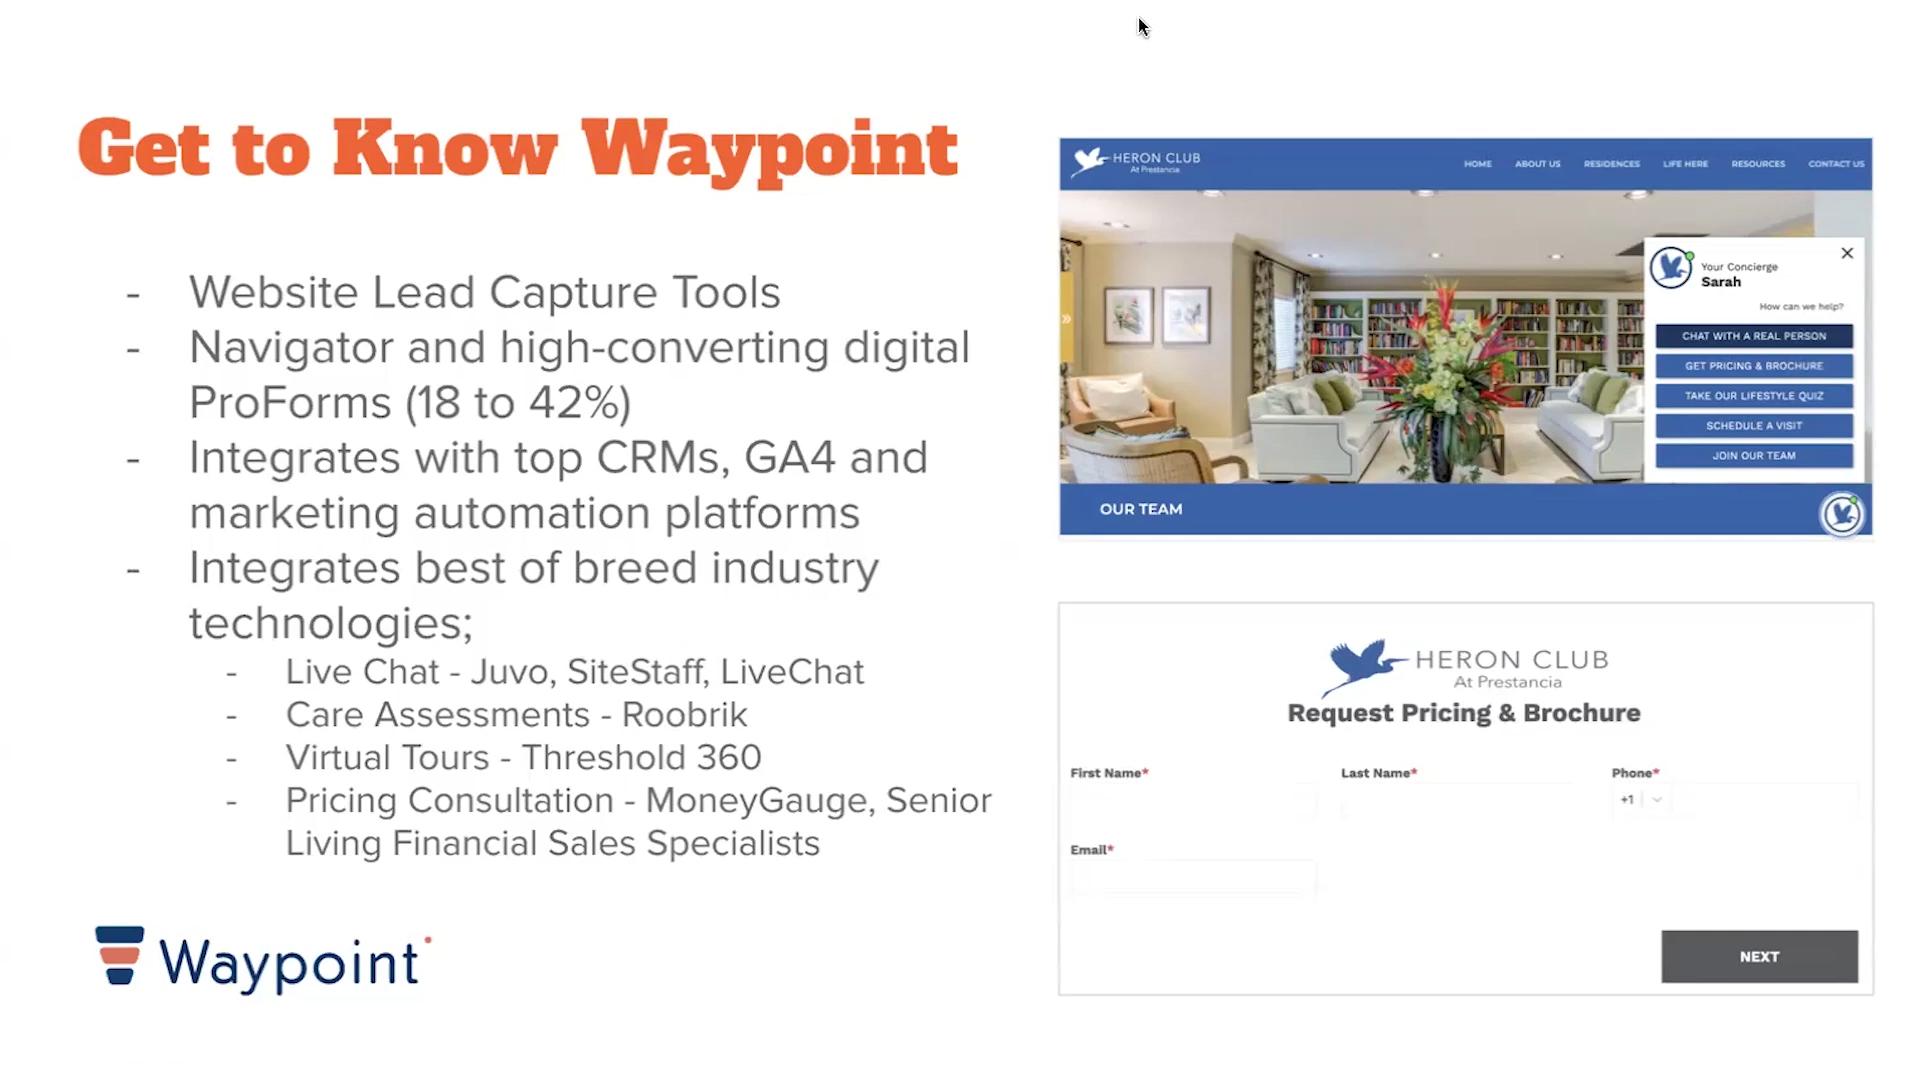 Get to Know Waypoint
- Website Lead Capture Tools
- Navigator and high-converting digital
ProForms (18 to 42%)
- Integrates with top CRMs, GA4 and
marketing automation platforms
- Integrates best of breed industry
technologies;
- Live Chat - Juvo, SiteStaff, LiveChat
- Care Assessments - Roobrik
- Virtual Tours - Threshold 360
- Pricing Consultation - MoneyGauge, Senior
Living Financial Sales Specialists
Waypoint
HERON CLUB
At Prestancia
HOME ABOUT US RESIDENCES LIFE HERE RESOURCES CONTACT US
Your Concierge
Sarah
How can we help?
CHAT WITH A REAL PERSON
GET PRICING & BROCHURE
TAKE OUR LIFESTYLE QUIZ
SCHEDULE A VISIT
JOIN OUR TEAM
OUR TEAM
HERON CLUB
At Prestancia
Request Pricing & Brochure
First Name* Last Name* Phone*
+1
Email*
NEXT